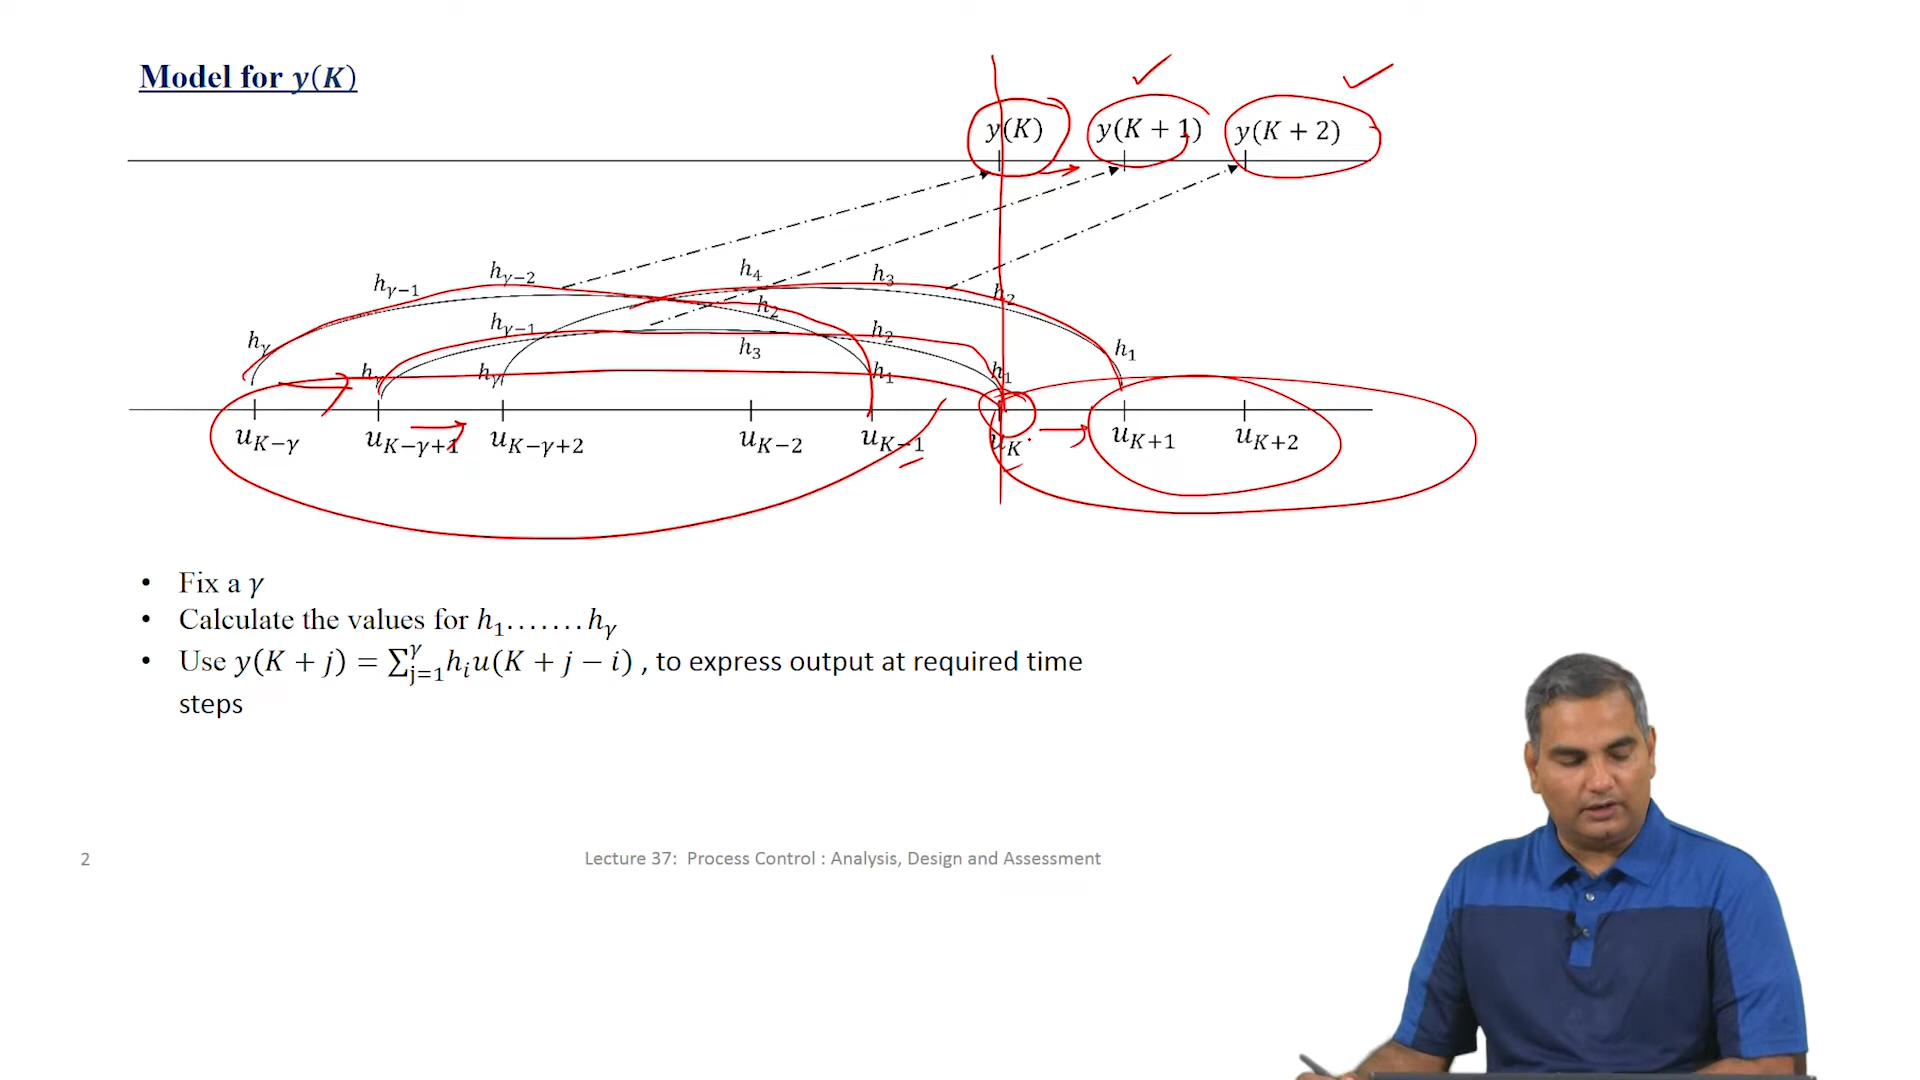 Model for y(K)
y(K) y(K + 1) y(K + 2)
h_{γ−1} h_{γ−2} h_4 h_3 h_2
h_γ h_{γ−1} h_2 h_2
h_3 h_1
h_γ h_γ h_1 h_1
u_{K−γ} u_{K−γ+1} u_{K−γ+2} u_{K−2} u_{K−1} u_K u_{K+1} u_{K+2}
• Fix a γ
• Calculate the values for h_1.......h_γ
• Use y(K + j) = ∑_{j=1}^{γ} h_i u(K + j − i) , to express output at required time
steps
2 Lecture 37: Process Control : Analysis, Design and Assessment